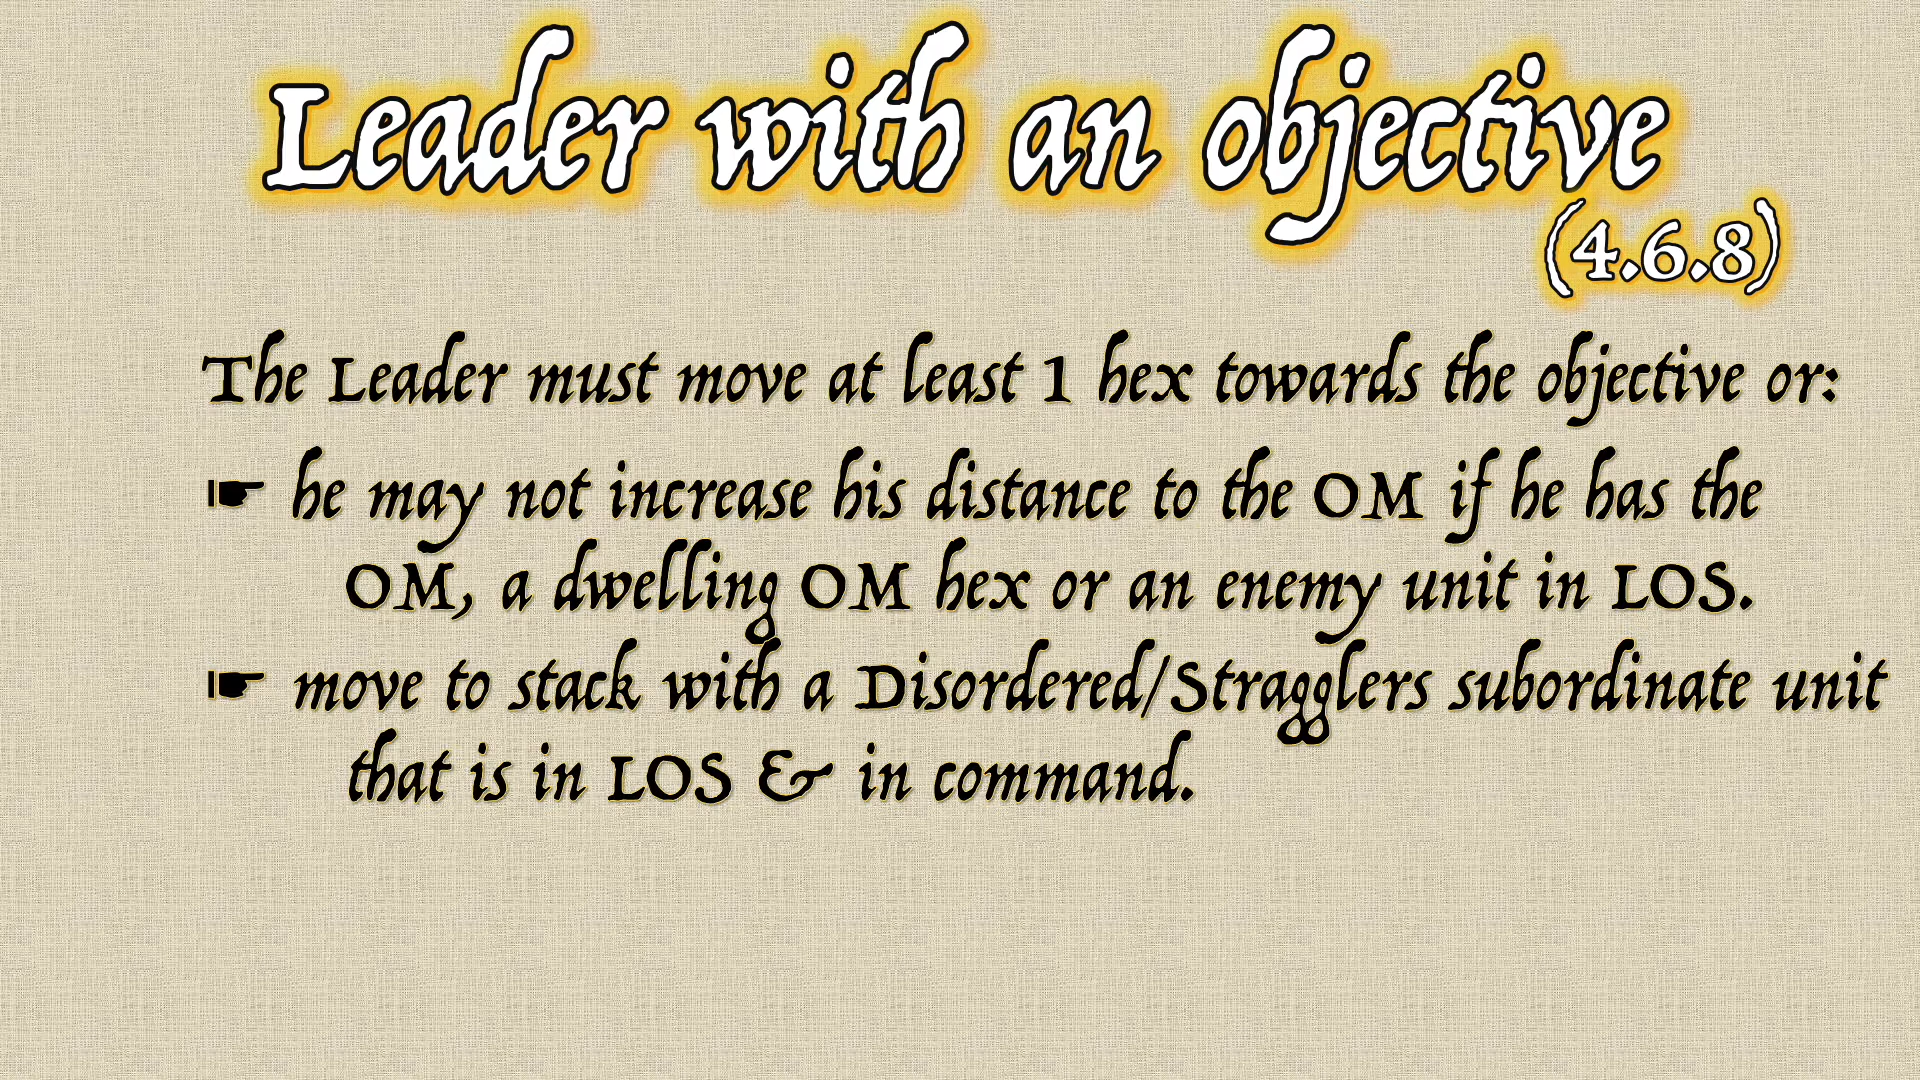 Leader with an objective
(4.6.8)
The Leader must move at least 1 hex towards the objective or:
☛ he may not increase his distance to the OM if he has the
OM, a dwelling OM hex or an enemy unit in LOS.
☛ move to stack with a Disordered/Stragglers subordinate unit
that is in LOS & in command.